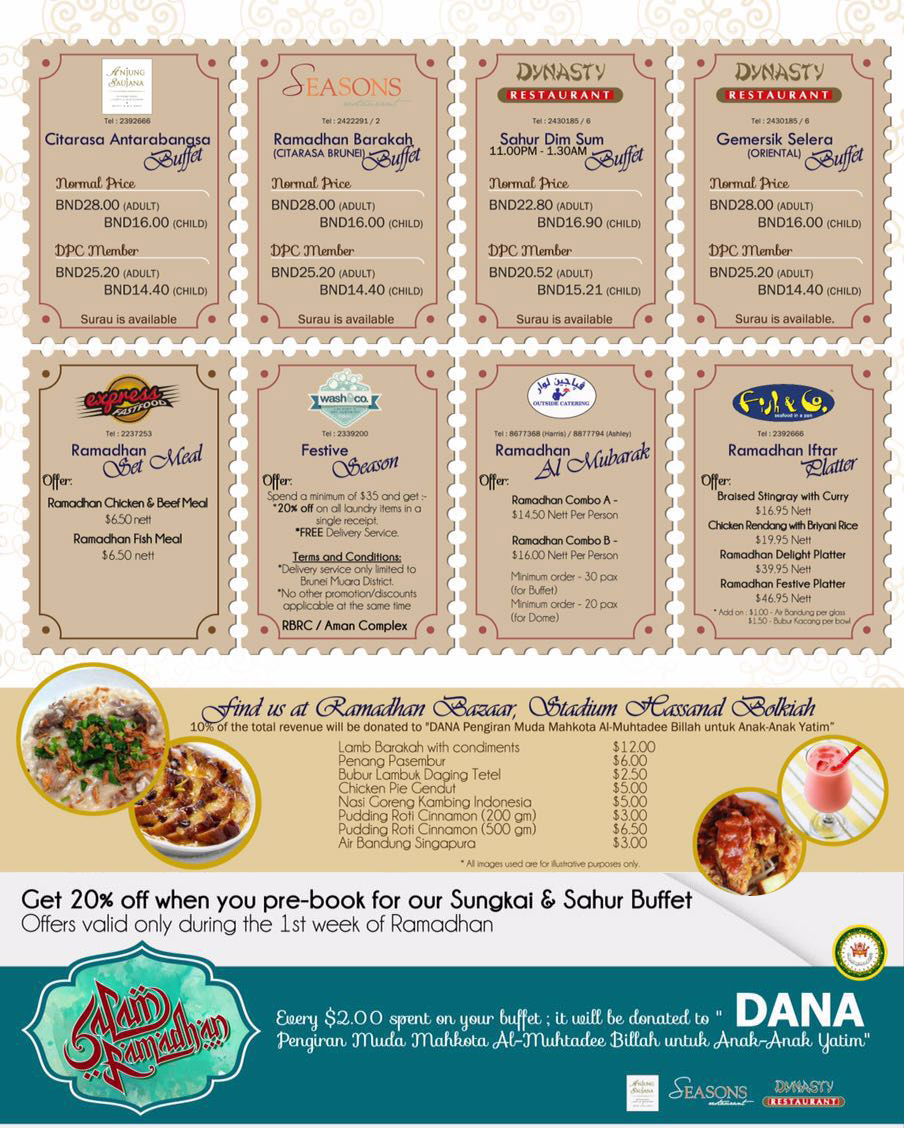 ANJUNG
SAUJANA
Tel : 2392666
Citarasa Antarabangsa
Buffet
Normal Price
BND28.00 (ADULT)
BND16.00 (CHILD)
DPC Member
BND25.20 (ADULT)
BND14.40 (CHILD)
Surau is available
SEASONS
restaurant
Tel : 2422291 / 2
Ramadhan Barakah
(CITARASA BRUNEI) Buffet
Normal Price
BND28.00 (ADULT)
BND16.00 (CHILD)
DPC Member
BND25.20 (ADULT)
BND14.40 (CHILD)
Surau is available
DYNASTY
RESTAURANT
Tel : 2430185 / 6
Sahur Dim Sum
11.00PM - 1.30AM Buffet
Normal Price
BND22.80 (ADULT)
BND16.90 (CHILD)
DPC Member
BND20.52 (ADULT)
BND15.21 (CHILD)
Surau is available
DYNASTY
RESTAURANT
Tel : 2430185 / 6
Gemersik Selera
(ORIENTAL) Buffet
Normal Price
BND28.00 (ADULT)
BND16.00 (CHILD)
DPC Member
BND25.20 (ADULT)
BND14.40 (CHILD)
Surau is available.
express
FASTFOOD
Tel : 2237253
Ramadhan
Set Meal
Offer:
Ramadhan Chicken & Beef Meal
$6.50 nett
Ramadhan Fish Meal
$6.50 nett
wash&co.
Tel : 2339200
Festive
Season
Offer:
Spend a minimum of $35 and get :-
*20% off on all laundry items in a
single receipt.
*FREE Delivery Service.
Terms and Conditions:
*Delivery service only limited to
Brunei Muara District.
*No other promotion/discounts
applicable at the same time
RBRC / Aman Complex
OUTSIDE CATERING
Tel : 8677368 (Harris) / 8877794 (Ashley)
Ramadhan
Al Mubarak
Offer:
Ramadhan Combo A -
$14.50 Nett Per Person
Ramadhan Combo B -
$16.00 Nett Per Person
Minimum order - 30 pax
(for Buffet)
Minimum order - 20 pax
(for Dome)
Fish & Co.
seafood in a pan
Tel : 2392666
Ramadhan Iftar
Platter
Offer:
Braised Stingray with Curry
$16.95 Nett
Chicken Rendang with Briyani Rice
$19.95 Nett
Ramadhan Delight Platter
$39.95 Nett
Ramadhan Festive Platter
$46.95 Nett
* Add on : $1.00 - Air Bandung per glass
$1.50 - Bubur Kacang per bowl
Find us at Ramadhan Bazaar, Stadium Hassanal Bolkiah
10% of the total revenue will be donated to "DANA Pengiran Muda Mahkota Al-Muhtadee Billah untuk Anak-Anak Yatim"
Lamb Barakah with condiments $12.00
Penang Pasembur $6.00
Bubur Lambuk Daging Tetel $2.50
Chicken Pie Gendut $5.00
Nasi Goreng Kambing Indonesia $5.00
Pudding Roti Cinnamon (200 gm) $3.00
Pudding Roti Cinnamon (500 gm) $6.50
Air Bandung Singapura $3.00
* All images used are for illustrative purposes only.
Get 20% off when you pre-book for our Sungkai & Sahur Buffet
Offers valid only during the 1st week of Ramadhan
Salam
Ramadhan
Every $2.00 spent on your buffet ; it will be donated to " DANA
Pengiran Muda Mahkota Al-Muhtadee Billah untuk Anak-Anak Yatim"
ANJUNG
SAUJANA
SEASONS
restaurant
DYNASTY
RESTAURANT